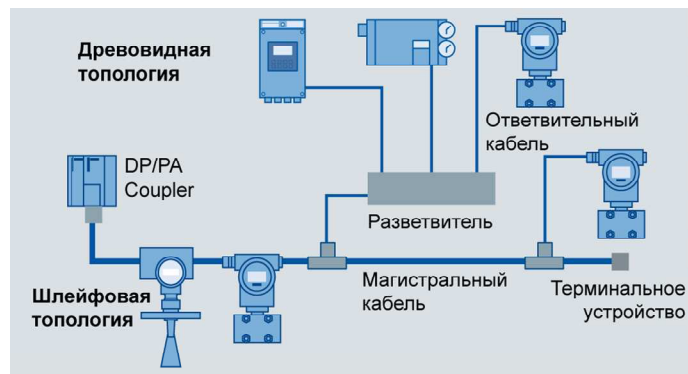 Древовидная
топология
Ответвительный
кабель
DP/PA
Coupler
Разветвитель
Магистральный
кабель
Терминальное
устройство
Шлейфовая
топология